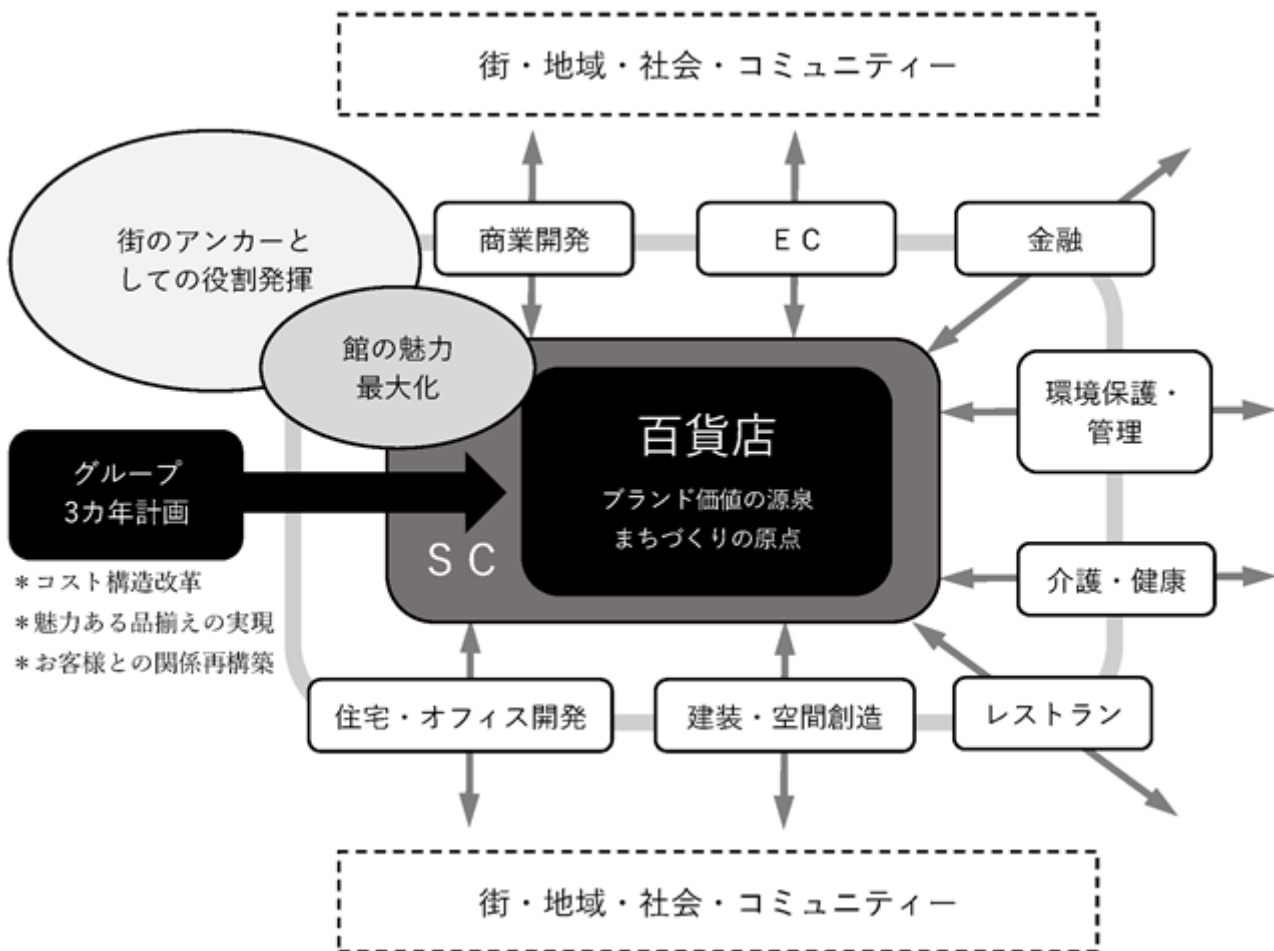 街・地域・社会・コミュニティー
街のアンカーと
しての役割発揮
商業開発
ＥＣ
金融
館の魅力
最大化
環境保護・
管理
百貨店
ブランド価値の源泉
まちづくりの原点
グループ
3カ年計画
ＳＣ
＊コスト構造改革
＊魅力ある品揃えの実現
＊お客様との関係再構築
介護・健康
住宅・オフィス開発
建装・空間創造
レストラン
街・地域・社会・コミュニティー